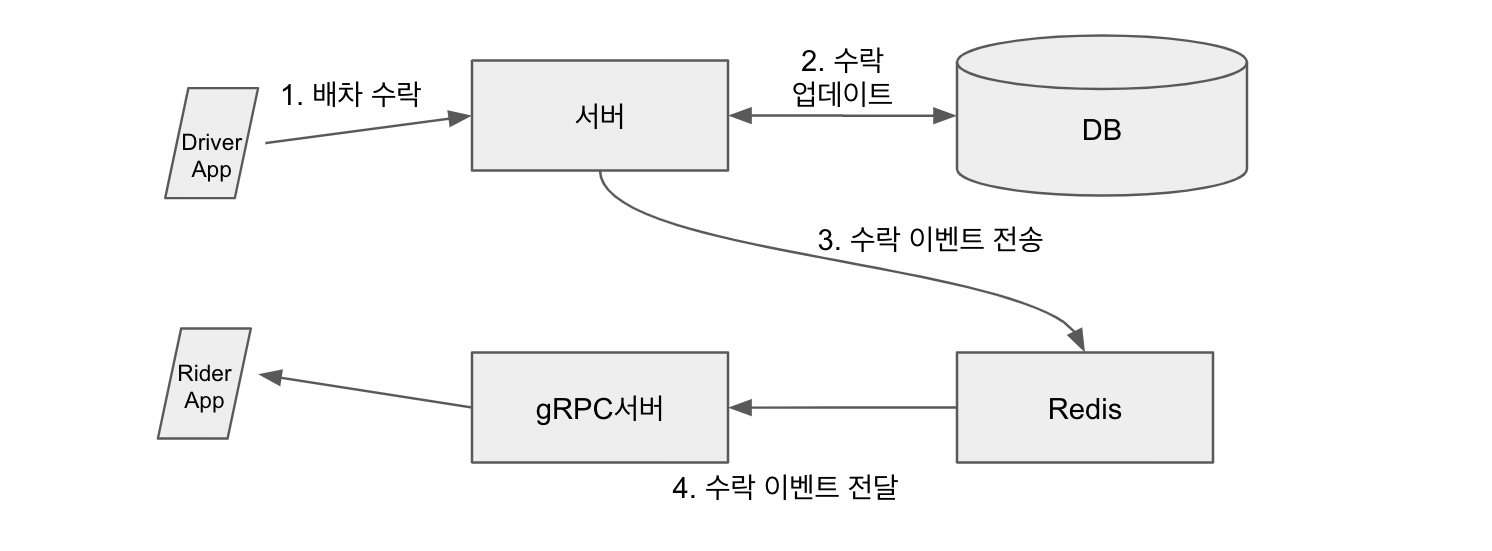 1. 배차 수락
Driver
App
서버
2. 수락
업데이트
DB
3. 수락 이벤트 전송
Rider
App
gRPC서버
Redis
4. 수락 이벤트 전달